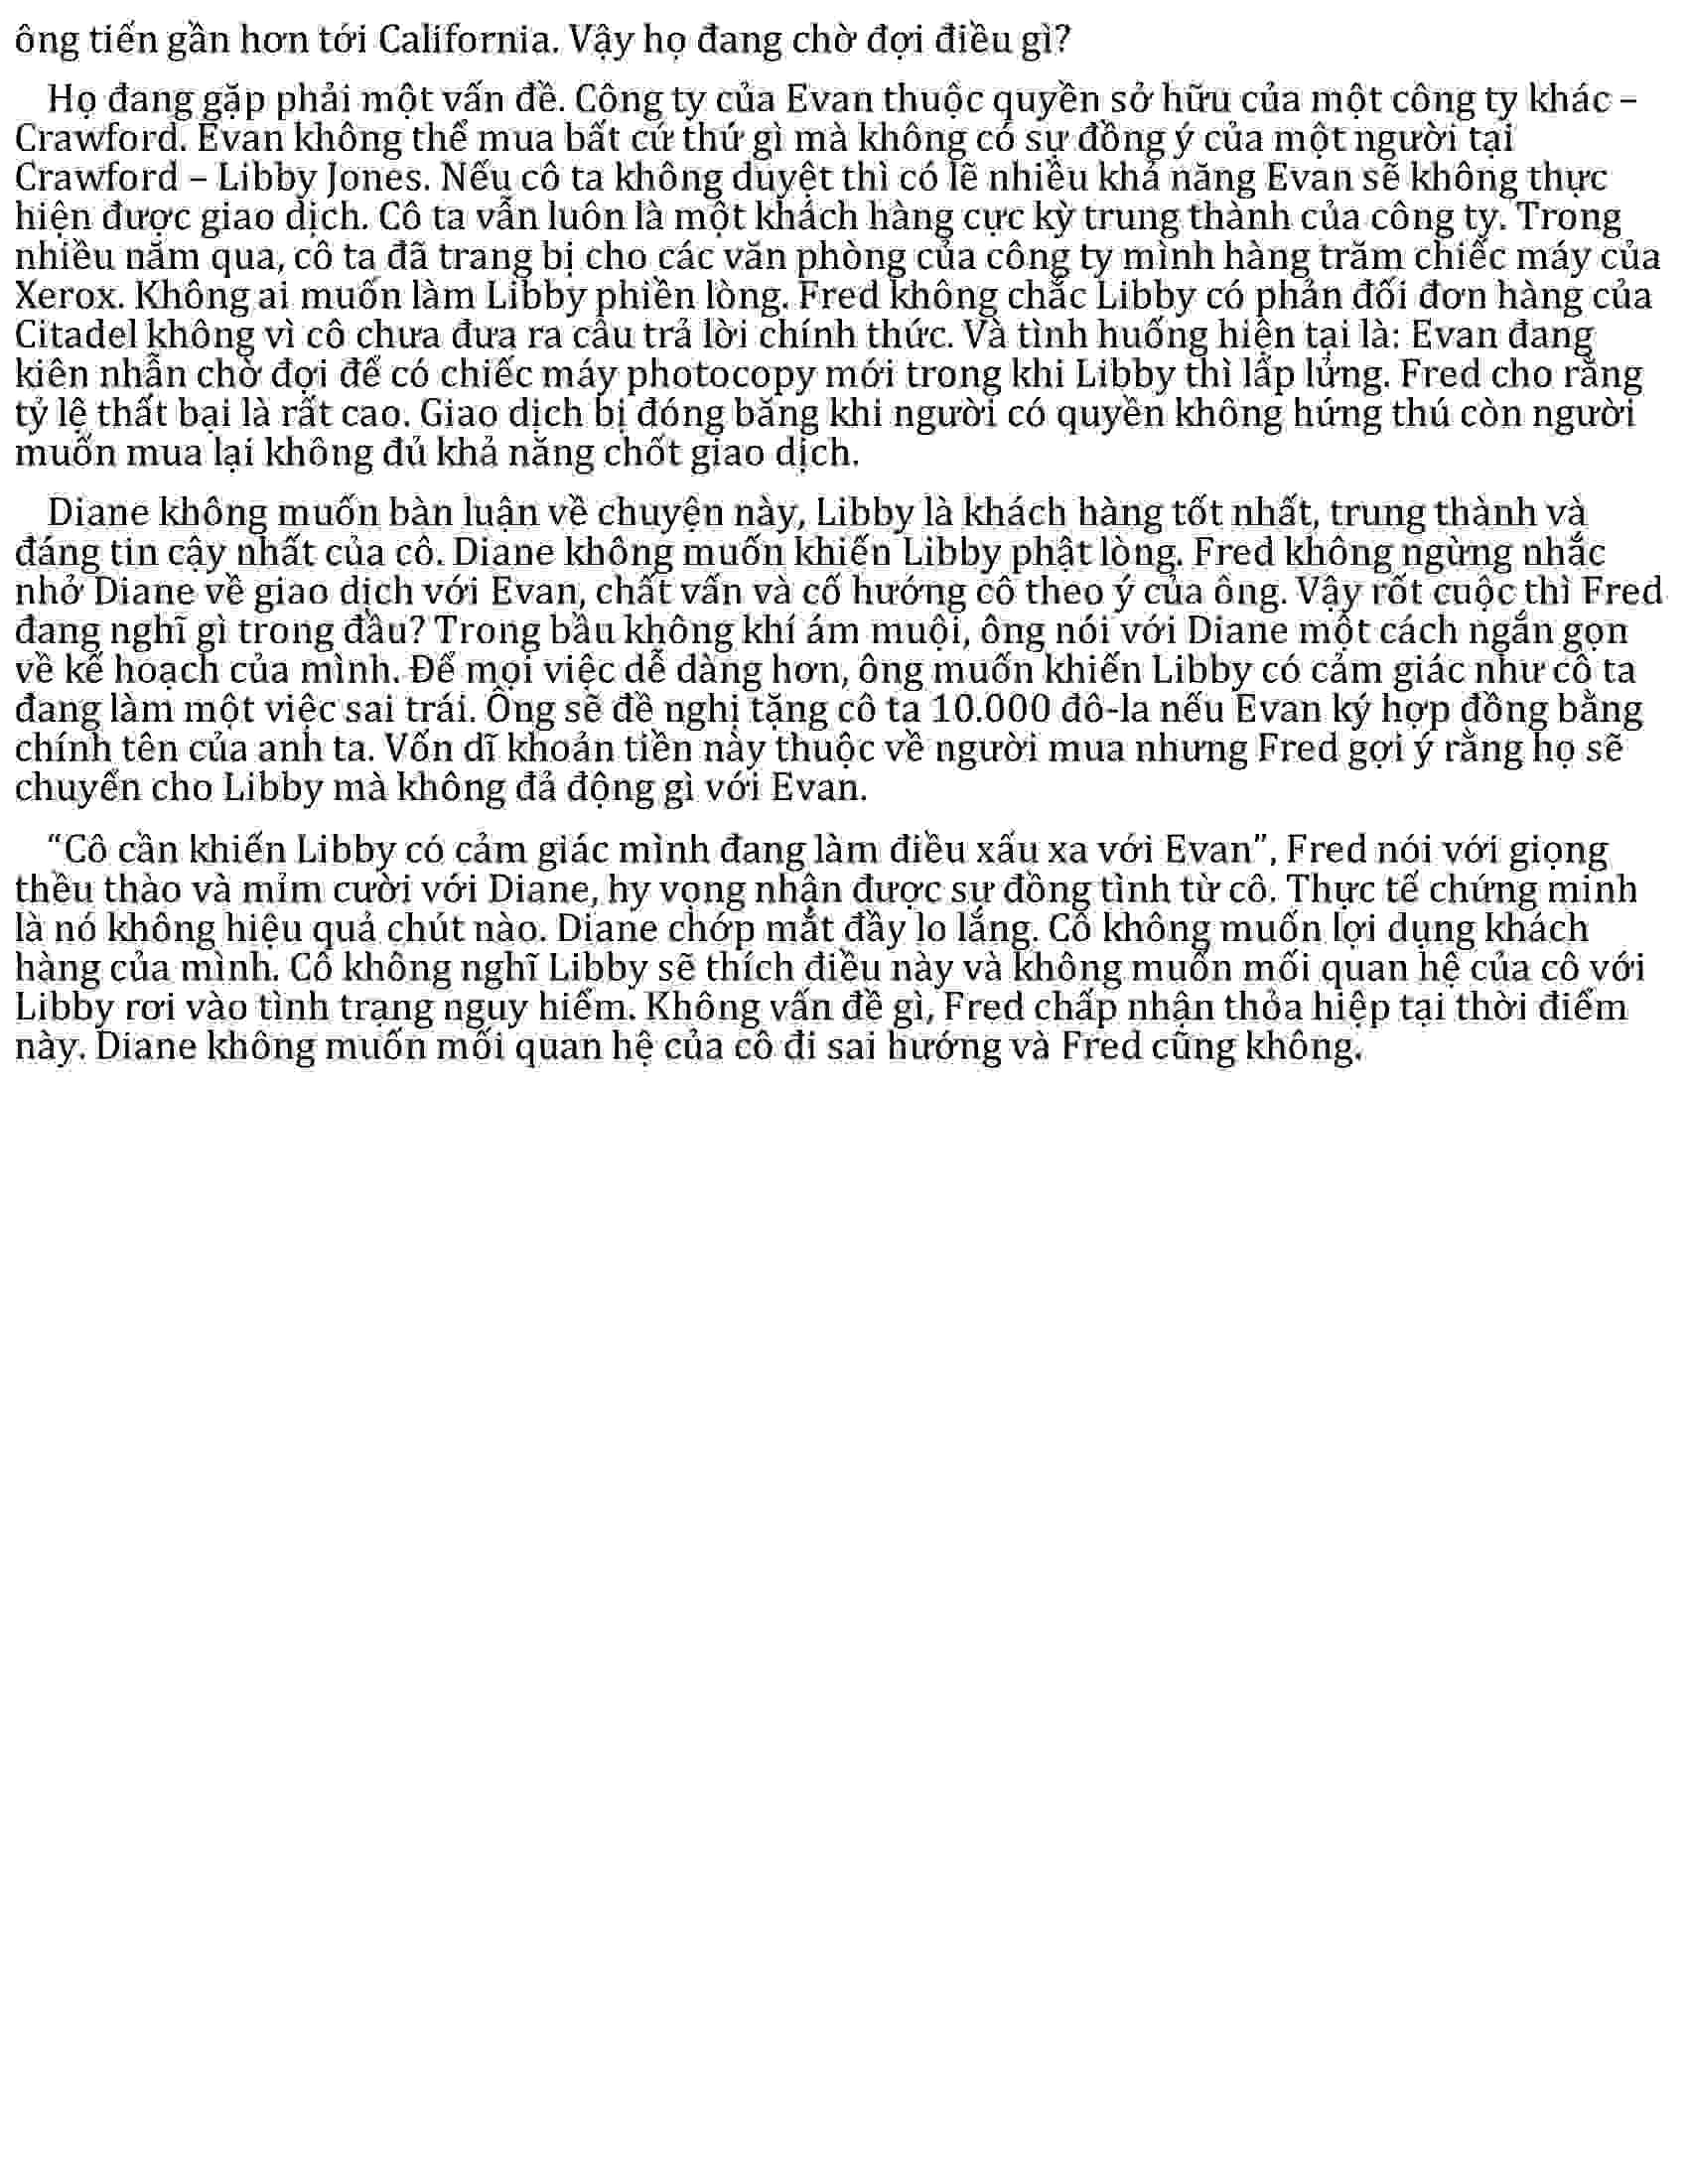 ông tiến gần hơn tới California. Vậy họ đang chờ đợi điều gì?
Họ đang gặp phải một vấn đề. Công ty của Evan thuộc quyền sở hữu của một công ty khác –
Crawford. Evan không thể mua bất cứ thứ gì mà không có sự đồng ý của một người tại
Crawford – Libby Jones. Nếu cô ta không duyệt thì có lẽ nhiều khả năng Evan sẽ không thực
hiện được giao dịch. Cô ta vẫn luôn là một khách hàng cực kỳ trung thành của công ty. Trong
nhiều năm qua, cô ta đã trang bị cho các văn phòng của công ty mình hàng trăm chiếc máy của
Xerox. Không ai muốn làm Libby phiền lòng. Fred không chắc Libby có phản đối đơn hàng của
Citadel không vì cô chưa đưa ra câu trả lời chính thức. Và tình huống hiện tại là: Evan đang
kiên nhẫn chờ đợi để có chiếc máy photocopy mới trong khi Libby thì lấp lửng. Fred cho rằng
tỷ lệ thất bại là rất cao. Giao dịch bị đóng băng khi người có quyền không hứng thú còn người
muốn mua lại không đủ khả năng chốt giao dịch.
Diane không muốn bàn luận về chuyện này, Libby là khách hàng tốt nhất, trung thành và
đáng tin cậy nhất của cô. Diane không muốn khiến Libby phật lòng. Fred không ngừng nhắc
nhở Diane về giao dịch với Evan, chất vấn và cố hướng cô theo ý của ông. Vậy rốt cuộc thì Fred
đang nghĩ gì trong đầu? Trong bầu không khí ám muội, ông nói với Diane một cách ngắn gọn
về kế hoạch của mình. Để mọi việc dễ dàng hơn, ông muốn khiến Libby có cảm giác như cô ta
đang làm một việc sai trái. Ông sẽ đề nghị tặng cô ta 10.000 đô-la nếu Evan ký hợp đồng bằng
chính tên của anh ta. Vốn dĩ khoản tiền này thuộc về người mua nhưng Fred gợi ý rằng họ sẽ
chuyển cho Libby mà không đả động gì với Evan.
“Cô cần khiến Libby có cảm giác mình đang làm điều xấu xa với Evan”, Fred nói với giọng
thều thào và mỉm cười với Diane, hy vọng nhận được sự đồng tình từ cô. Thực tế chứng minh
là nó không hiệu quả chút nào. Diane chớp mắt đầy lo lắng. Cô không muốn lợi dụng khách
hàng của mình. Cô không nghĩ Libby sẽ thích điều này và không muốn mối quan hệ của cô với
Libby rơi vào tình trạng nguy hiểm. Không vấn đề gì, Fred chấp nhận thỏa hiệp tại thời điểm
này. Diane không muốn mối quan hệ của cô đi sai hướng và Fred cũng không.